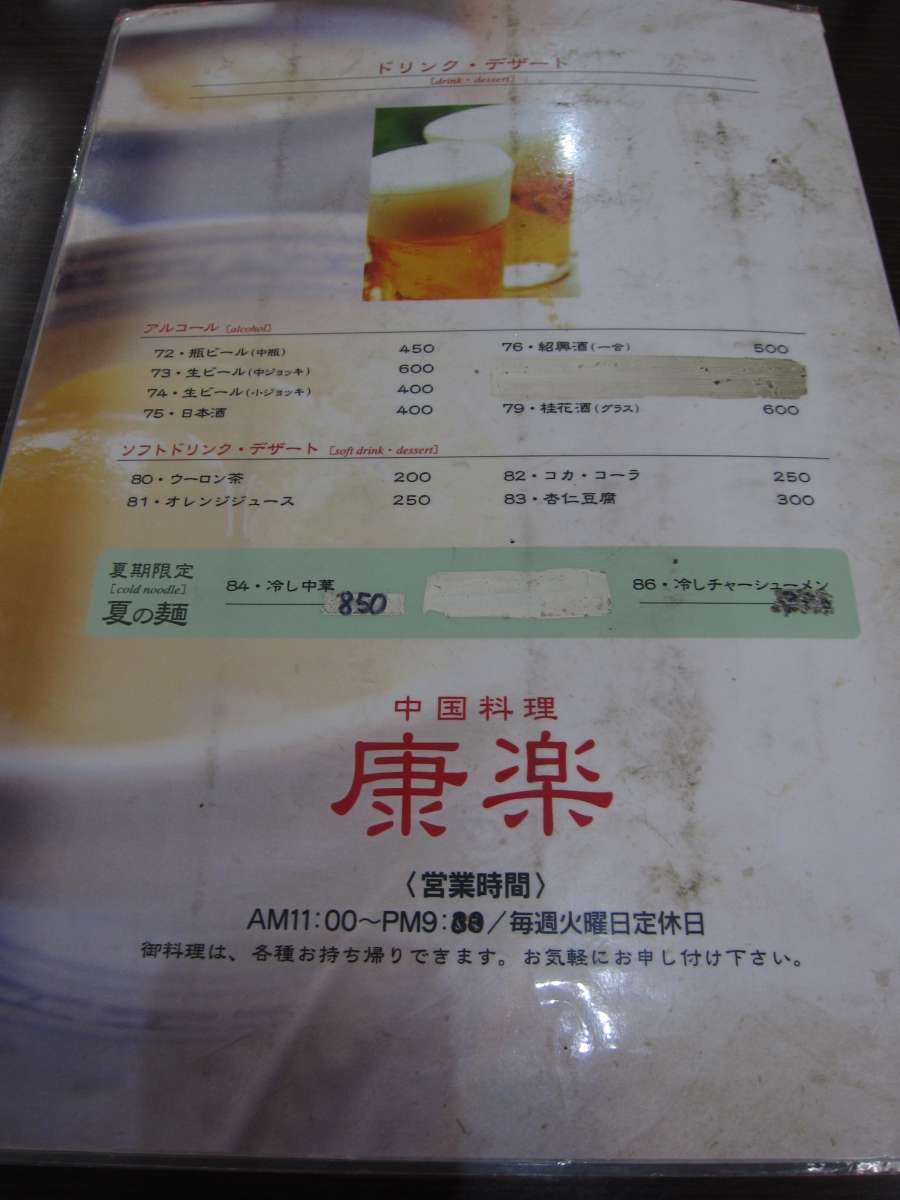 ドリンク・デザート
[drink・dessert]
アルコール [alcohol]
72・瓶ビール(中瓶) 450
73・生ビール(中ジョッキ) 600
74・生ビール(小ジョッキ) 400
75・日本酒 400
76・紹興酒(一合) 500
79・桂花酒(グラス) 600
ソフトドリンク・デザート [soft drink・dessert]
80・ウーロン茶 200
81・オレンジジュース 250
82・コカ・コーラ 250
83・杏仁豆腐 300
夏期限定
[cold noodle]
夏の麺
84・冷し中華
850
86・冷しチャーシューメン
中国料理
康楽
〈営業時間〉
AM11:00〜PM9: /毎週火曜日定休日
御料理は、各種お持ち帰りできます。お気軽にお申し付け下さい。